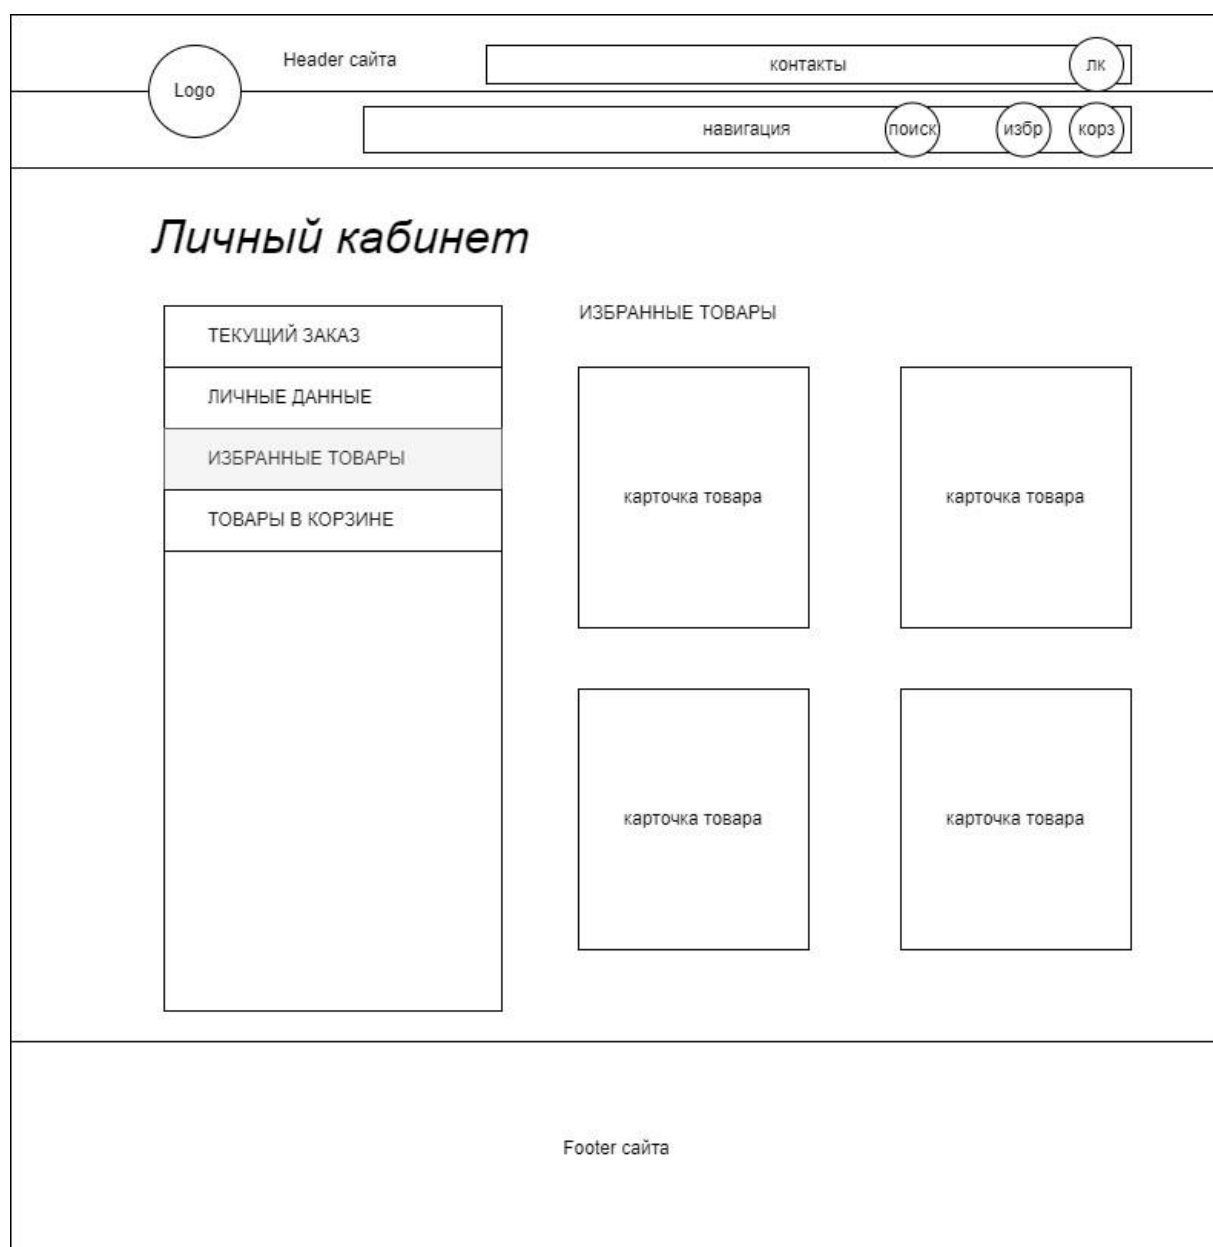 Header сайта
контакты
лк
Logo
навигация
поиск
избр
корз
Личный кабинет
ТЕКУЩИЙ ЗАКАЗ
ЛИЧНЫЕ ДАННЫЕ
ИЗБРАННЫЕ ТОВАРЫ
ТОВАРЫ В КОРЗИНЕ
ИЗБРАННЫЕ ТОВАРЫ
карточка товара
карточка товара
карточка товара
карточка товара
Footer сайта